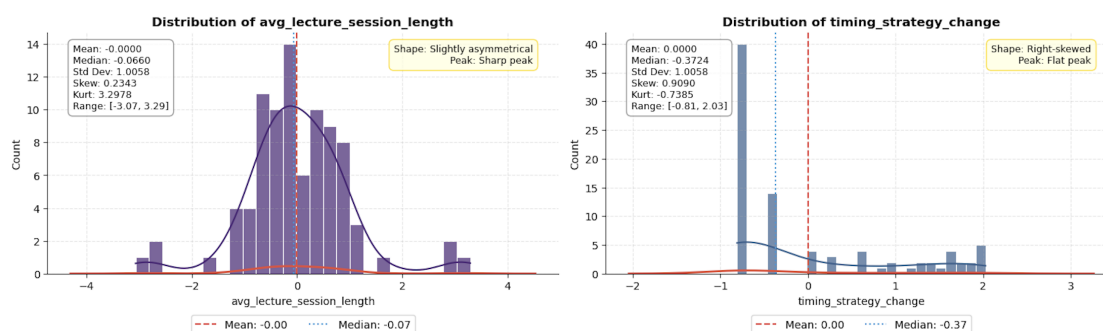 Distribution of avg_lecture_session_length
Mean: -0.0000
Median: -0.0660
Std Dev: 1.0058
Skew: 0.2343
Kurt: 3.2978
Range: [-3.07, 3.29]
Shape: Slightly asymmetrical
Peak: Sharp peak
14
12
10
8
6
4
2
0
Count
−4
−2
0
2
4
avg_lecture_session_length
Mean: -0.00
Median: -0.07
Distribution of timing_strategy_change
Mean: 0.0000
Median: -0.3724
Std Dev: 1.0058
Skew: 0.9090
Kurt: -0.7385
Range: [-0.81, 2.03]
Shape: Right-skewed
Peak: Flat peak
40
35
30
25
20
15
10
5
0
Count
−2
−1
0
1
2
3
timing_strategy_change
Mean: 0.00
Median: -0.37